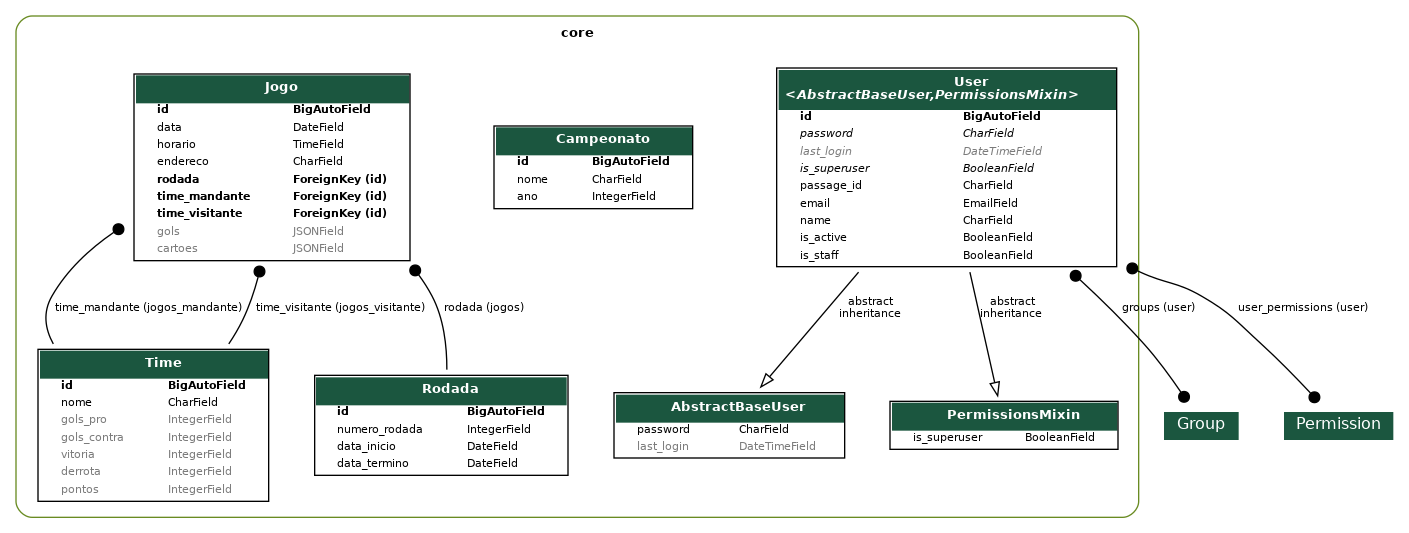 core
Jogo
id BigAutoField
data DateField
horario TimeField
endereco CharField
rodada ForeignKey (id)
time_mandante ForeignKey (id)
time_visitante ForeignKey (id)
gols JSONField
cartoes JSONField
Campeonato
id BigAutoField
nome CharField
ano IntegerField
User
<AbstractBaseUser,PermissionsMixin>
id BigAutoField
password CharField
last_login DateTimeField
is_superuser BooleanField
passage_id CharField
email EmailField
name CharField
is_active BooleanField
is_staff BooleanField
time_mandante (jogos_mandante)
time_visitante (jogos_visitante)
rodada (jogos)
abstract
inheritance
abstract
inheritance
groups (user)
user_permissions (user)
Time
id BigAutoField
nome CharField
gols_pro IntegerField
gols_contra IntegerField
vitoria IntegerField
derrota IntegerField
pontos IntegerField
Rodada
id BigAutoField
numero_rodada IntegerField
data_inicio DateField
data_termino DateField
AbstractBaseUser
password CharField
last_login DateTimeField
PermissionsMixin
is_superuser BooleanField
Group
Permission